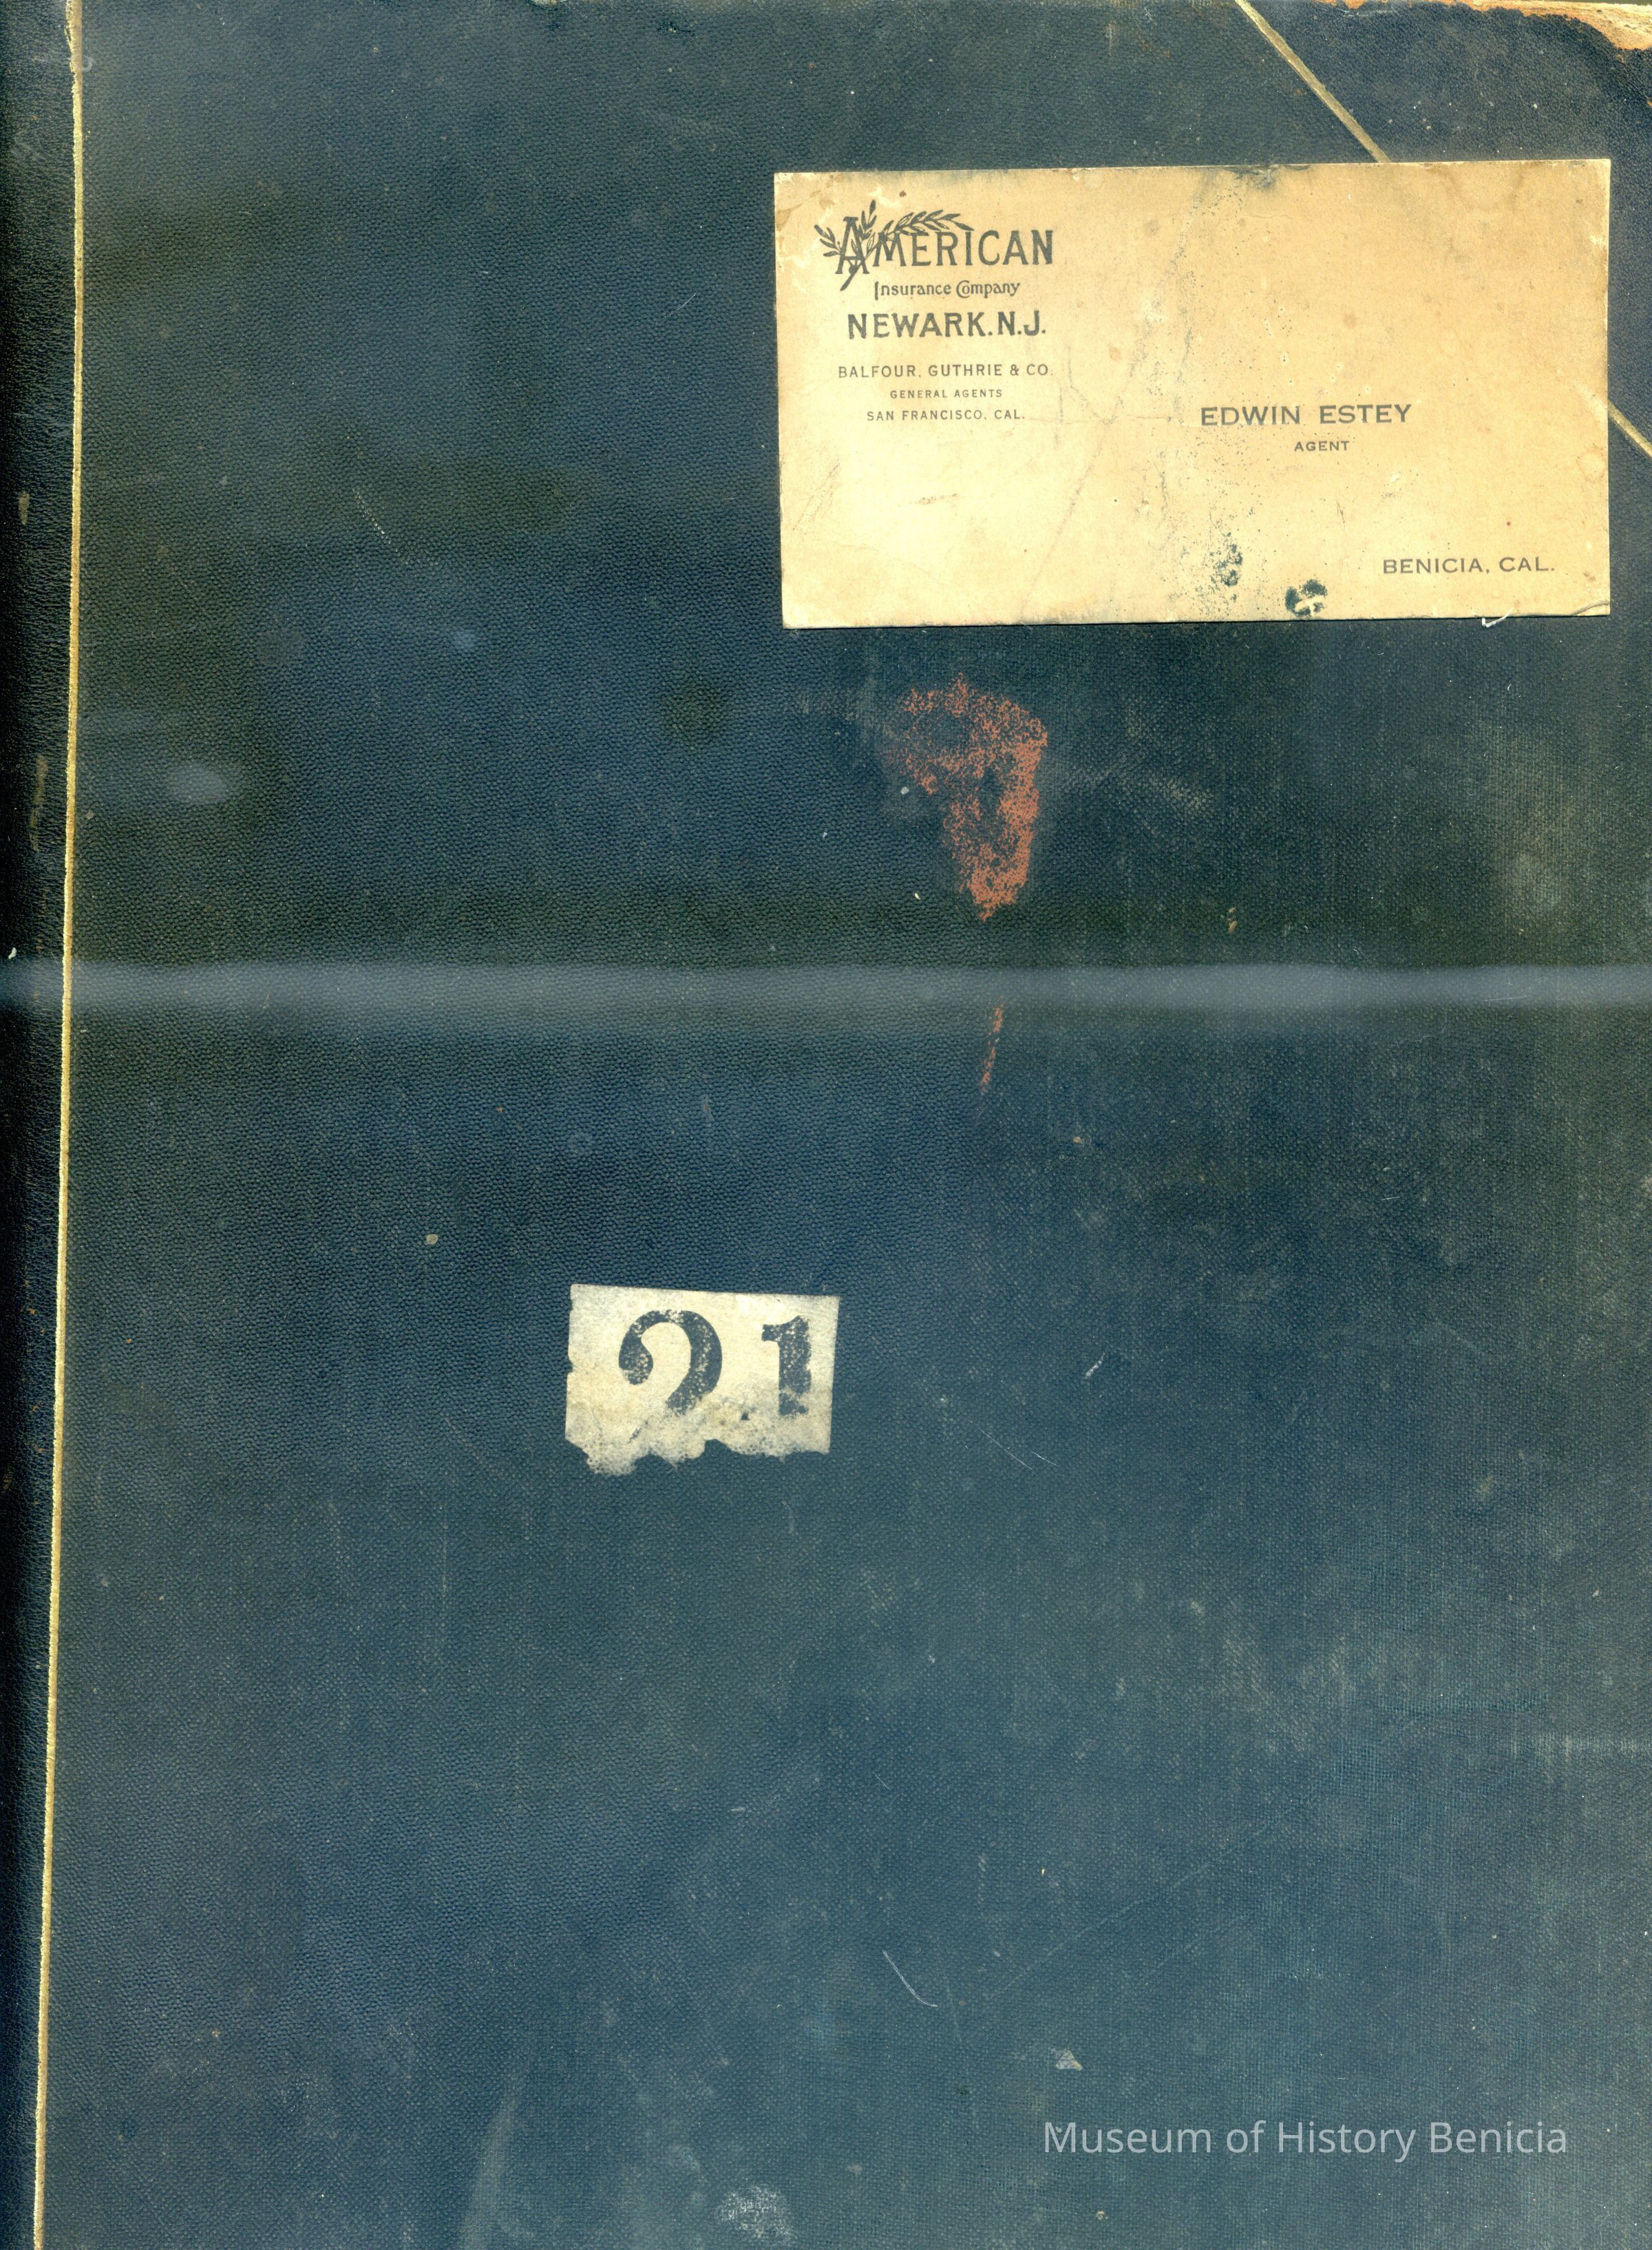 AMERICAN
Insurance Company
NEWARK.N.J.
BALFOUR, GUTHRIE & CO.
GENERAL AGENTS
SAN FRANCISCO, CAL.
EDWIN ESTEY
AGENT
BENICIA, CAL.
21
Museum of History Benicia